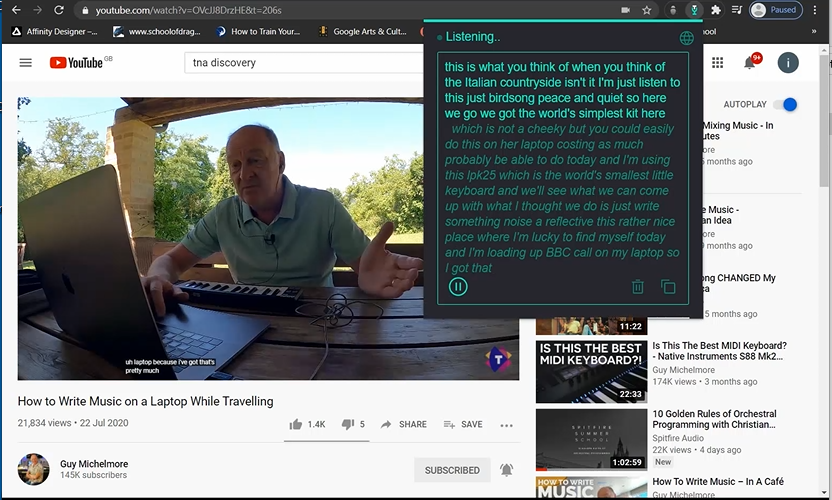 youtube.com/watch?v=OVcJJ8DrzHE&t=206s
Paused
Affinity Designer –...
www.schoolofdrag...
How to Train Your...
Google Arts & Cult...
ool
»
YouTube GB
tna discovery
9+
i
Listening..
this is what you think of when you think of
the Italian countryside isn't it I'm just listen to
this just birdsong peace and quiet so here
we go we got the world's simplest kit here
which is not a cheeky but you could easily
do this on her laptop costing as much
probably be able to do today and I'm using
this lpk25 which is the world's smallest little
keyboard and we'll see what we can come
up with what I thought we do is just write
something noise a reflective this rather nice
place where I'm lucky to find myself today
and I'm loading up BBC call on my laptop so
I got that
uh laptop because i've got that's
pretty much
T
How to Write Music on a Laptop While Travelling
21,834 views • 22 Jul 2020
1.4K
5
SHARE
SAVE
Guy Michelmore
145K subscribers
SUBSCRIBED
AUTOPLAY
Mixing Music - In
utes
ore
5 months ago
e Music -
an Idea
ore
months ago
ong CHANGED My
ca
5 months ago
11:22
IS THIS THE BEST
MIDI KEYBOARD?
22:33
Is This The Best MIDI Keyboard?
- Native Instruments S88 Mk2...
Guy Michelmore
174K views • 3 months ago
SPITFIRE
SUMMER
SCHOOL
1:02:59
10 Golden Rules of Orchestral
Programming with Christian...
Spitfire Audio
22K views • 4 days ago
New
HOW TO WRITE
MUSIC
How To Write Music – In A Café
Guy Michelmore